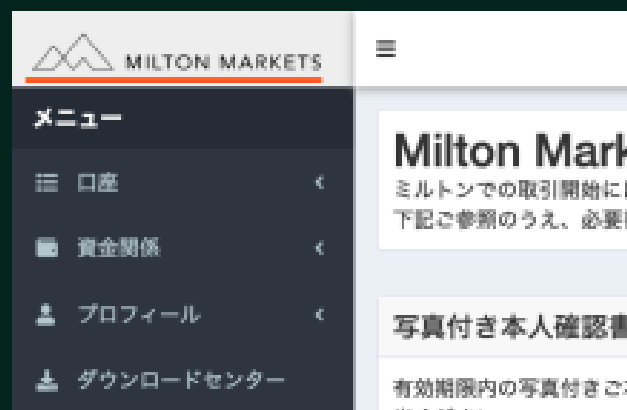 MILTON MARKETS
メニュー
口座
資金関係
プロフィール
ダウンロードセンター
Milton Mark
ミルトンでの取引開始に
下記ご参照のうえ、必要
写真付き本人確認書
有効期限内の写真付きご